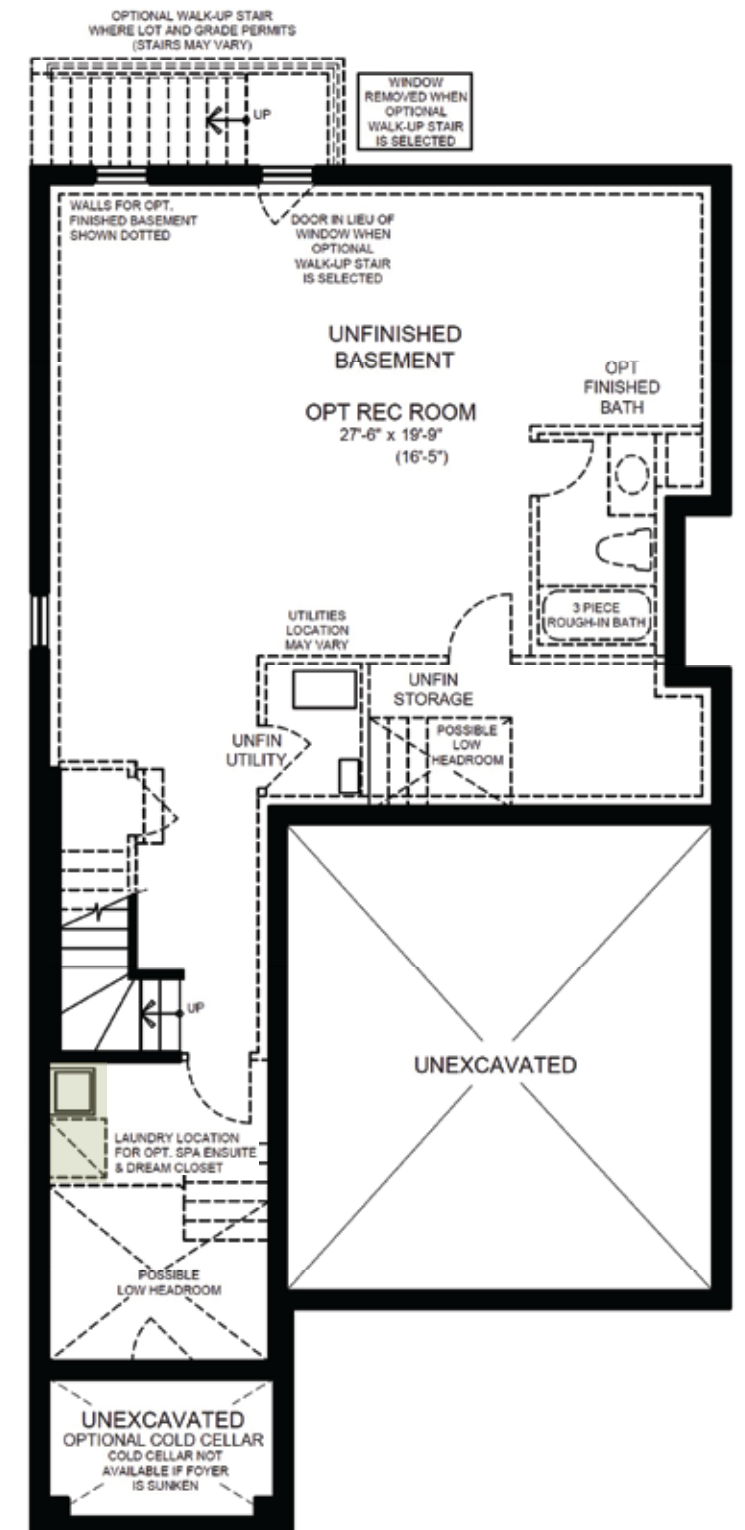 OPTIONAL WALK-UP STAIR
WHERE LOT AND GRADE PERMITS
(STAIRS MAY VARY)
UP
WINDOW
REMOVED WHEN
OPTIONAL
WALK-UP STAIR
IS SELECTED
WALLS FOR OPT.
FINISHED BASEMENT
SHOWN DOTTED
DOOR IN LIEU OF
WINDOW WHEN
OPTIONAL
WALK-UP STAIR
IS SELECTED
UNFINISHED
BASEMENT
OPT REC ROOM
27'-6" x 19'-9"
(16'-5")
OPT
FINISHED
BATH
3 PIECE
ROUGH-IN BATH
UTILITIES
LOCATION
MAY VARY
UNFIN
STORAGE
UNFIN
UTILITY
POSSIBLE
LOW
HEADROOM
UP
UNEXCAVATED
LAUNDRY LOCATION
FOR OPT. SPA ENSUITE
& DREAM CLOSET
POSSIBLE
LOW HEADROOM
UNEXCAVATED
OPTIONAL COLD CELLAR
COLD CELLAR NOT
AVAILABLE IF FOYER
IS SUNKEN